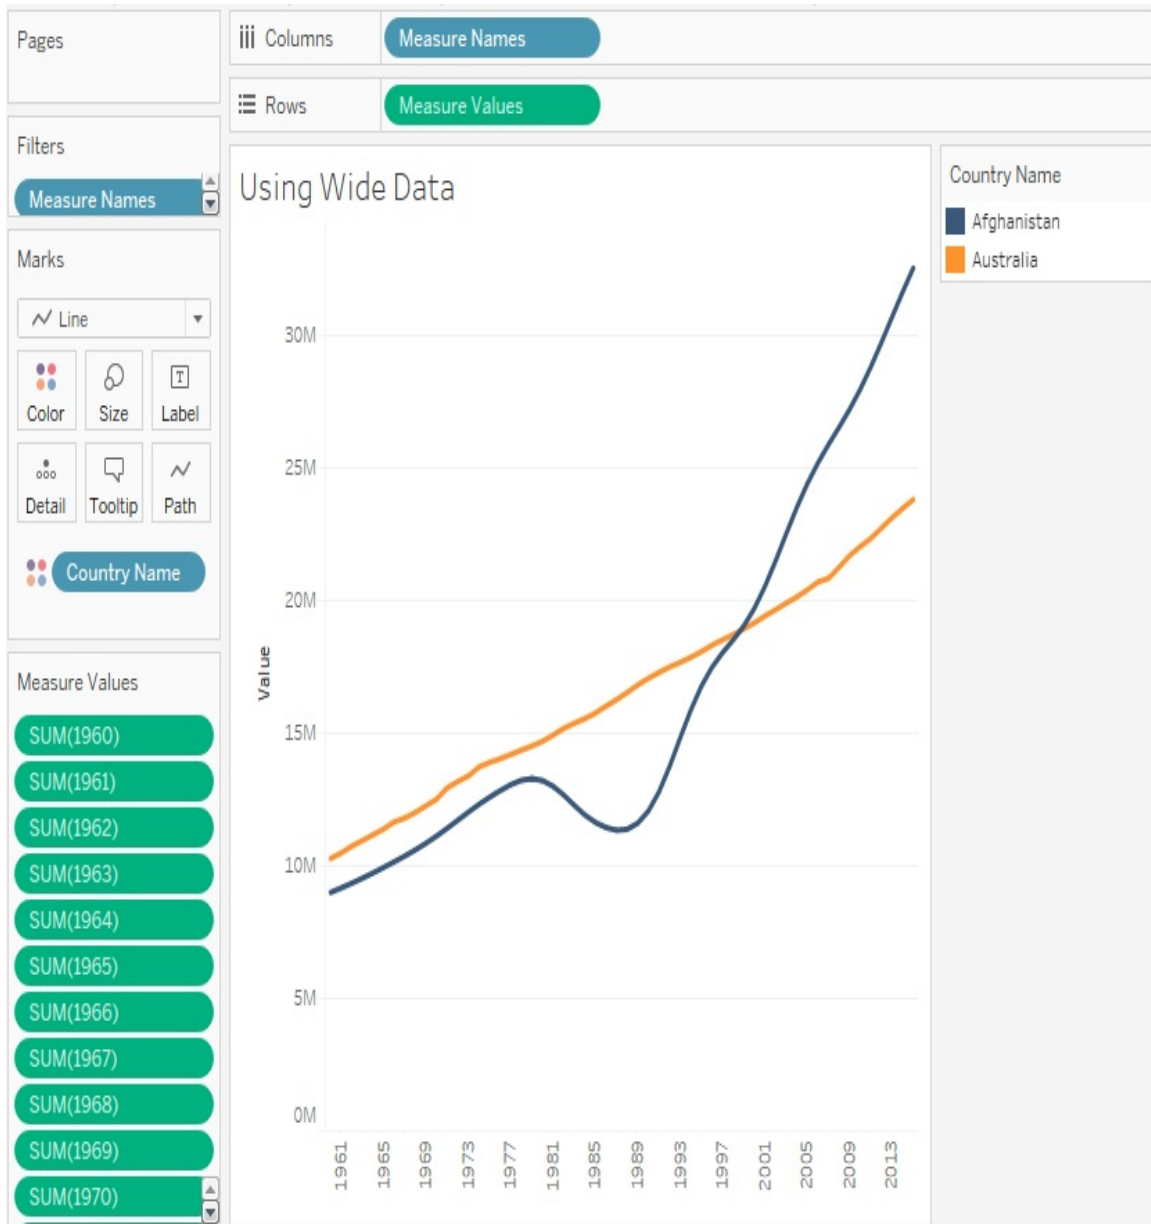 Pages
Columns
Measure Names
Rows
Measure Values
Filters
Measure Names
Marks
Line
Color
Size
Label
Detail
Tooltip
Path
Country Name
Measure Values
SUM(1960)
SUM(1961)
SUM(1962)
SUM(1963)
SUM(1964)
SUM(1965)
SUM(1966)
SUM(1967)
SUM(1968)
SUM(1969)
SUM(1970)
Using Wide Data
30M
25M
20M
15M
10M
5M
0M
Value
1961
1965
1969
1973
1977
1981
1985
1989
1993
1997
2001
2005
2009
2013
Country Name
Afghanistan
Australia